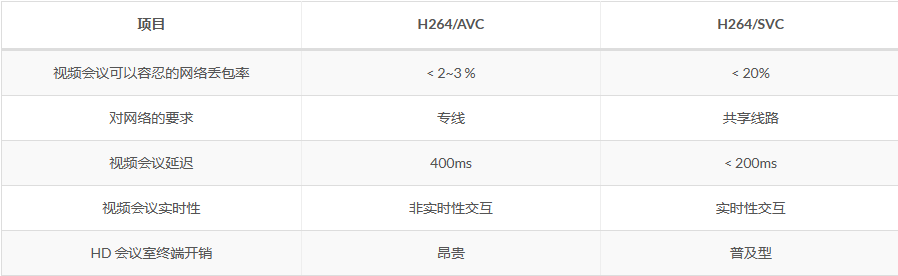 项目 H264/AVC H264/SVC
视频会议可以容忍的网络丢包率 < 2~3 % < 20%
对网络的要求 专线 共享线路
视频会议延迟 400ms < 200ms
视频会议实时性 非实时性交互 实时性交互
HD 会议室终端开销 昂贵 普及型